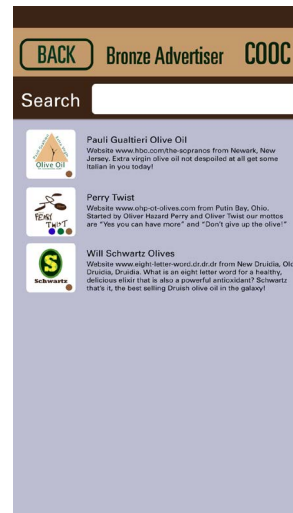 BACK
Bronze Advertiser
COOC
Search
Olive Oil
Pauli Gualtieri Olive Oil
Website www.hbc.com/the-sopranos from Newark, New
Jersey. Extra virgin olive oil not despoiled at all get some
Italian in you today!
PERRY
TWIST
Perry Twist
Website www.ohp-ot-olives.com from Putin Bay, Ohio.
Started by Oliver Hazard Perry and Oliver Twist our mottos
are “Yes you can have more” and “Don’t give up the olive!”
S
Schwartz
Will Schwartz Olives
Website www.eight-letter-word.dr.dr.dr from New Druidia, Old
Druidia, Druidia. What is an eight letter word for a healthy,
delicious elixir that is also a powerful antioxidant? Schwartz
that's it, the best selling Druish olive oil in the galaxy!